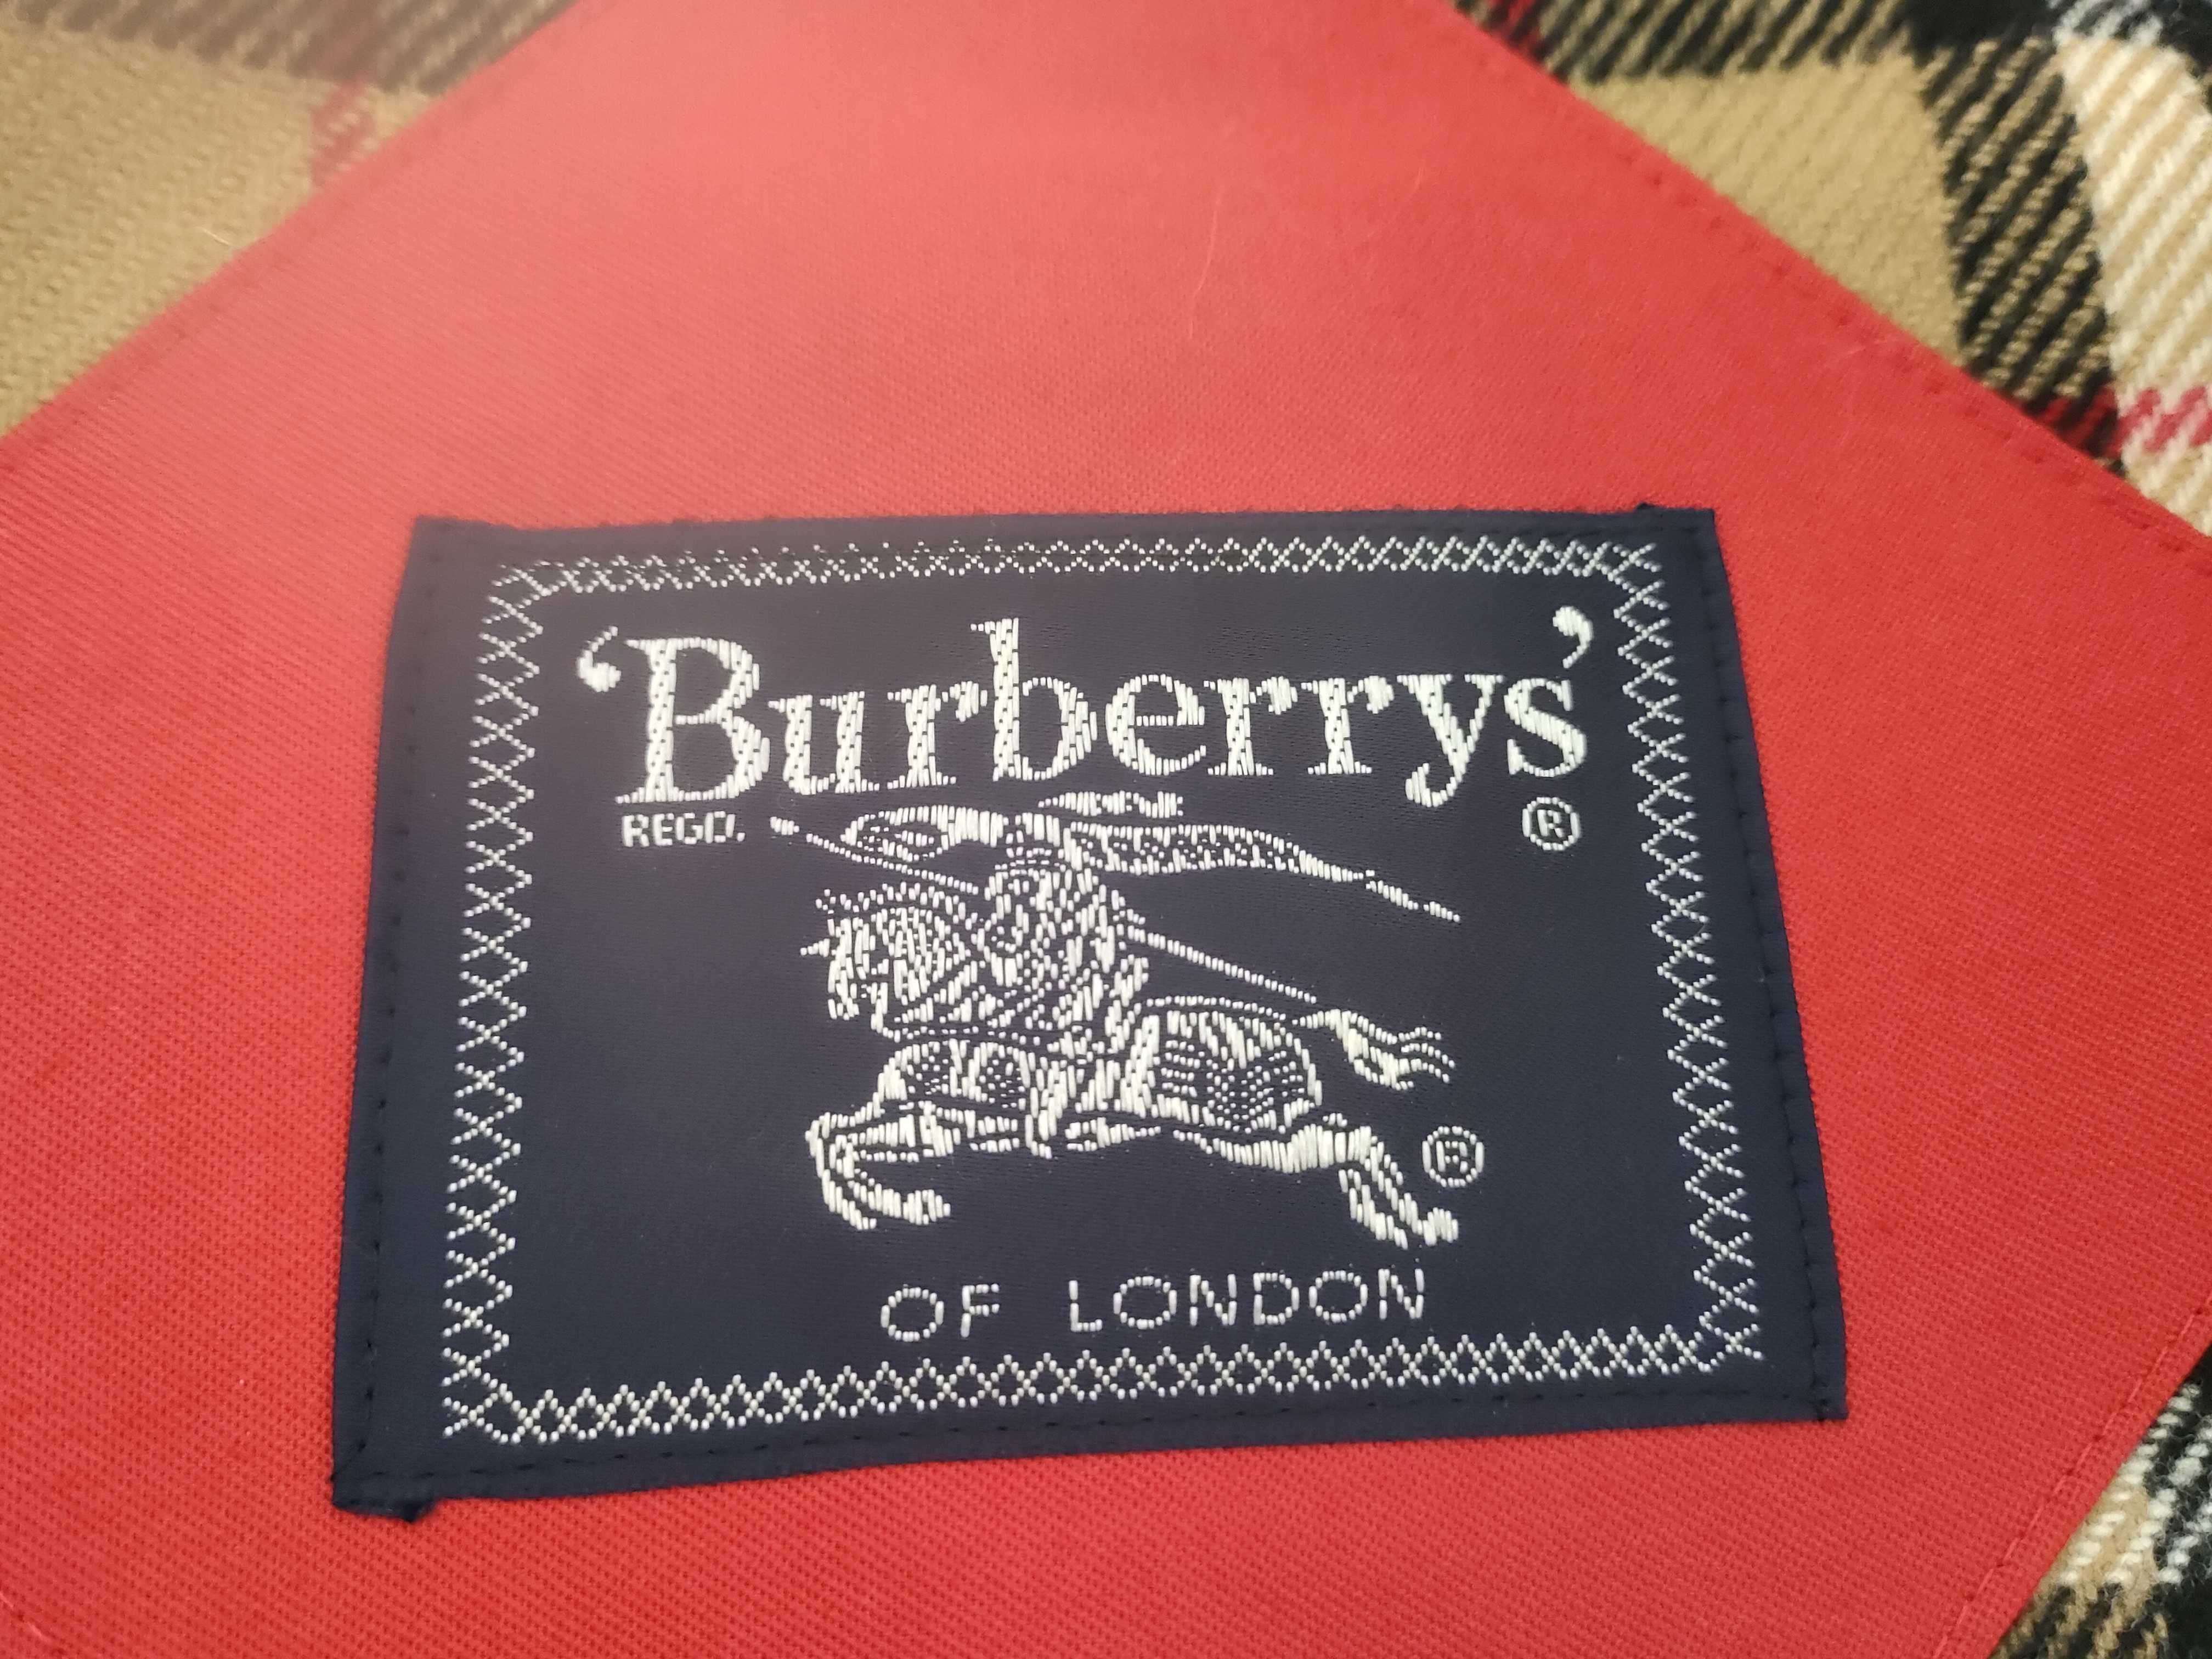 ‘Burberrys’
REGD. ®
®
OF LONDON